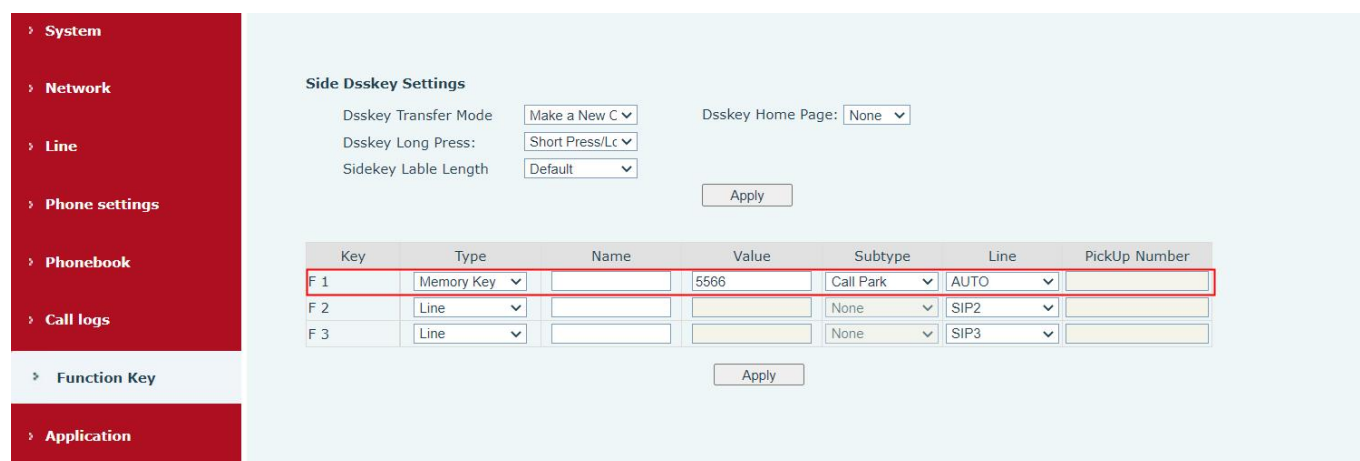 System
Network
Line
Phone settings
Phonebook
Call logs
Function Key
Application
Side Dsskey Settings
Dsskey Transfer Mode Make a New C Dsskey Home Page: None
Dsskey Long Press: Short Press/Lc
Sidekey Lable Length Default
Apply
Key Type Name Value Subtype Line PickUp Number
F 1 Memory Key 5566 Call Park AUTO
F 2 Line None SIP2
F 3 Line None SIP3
Apply